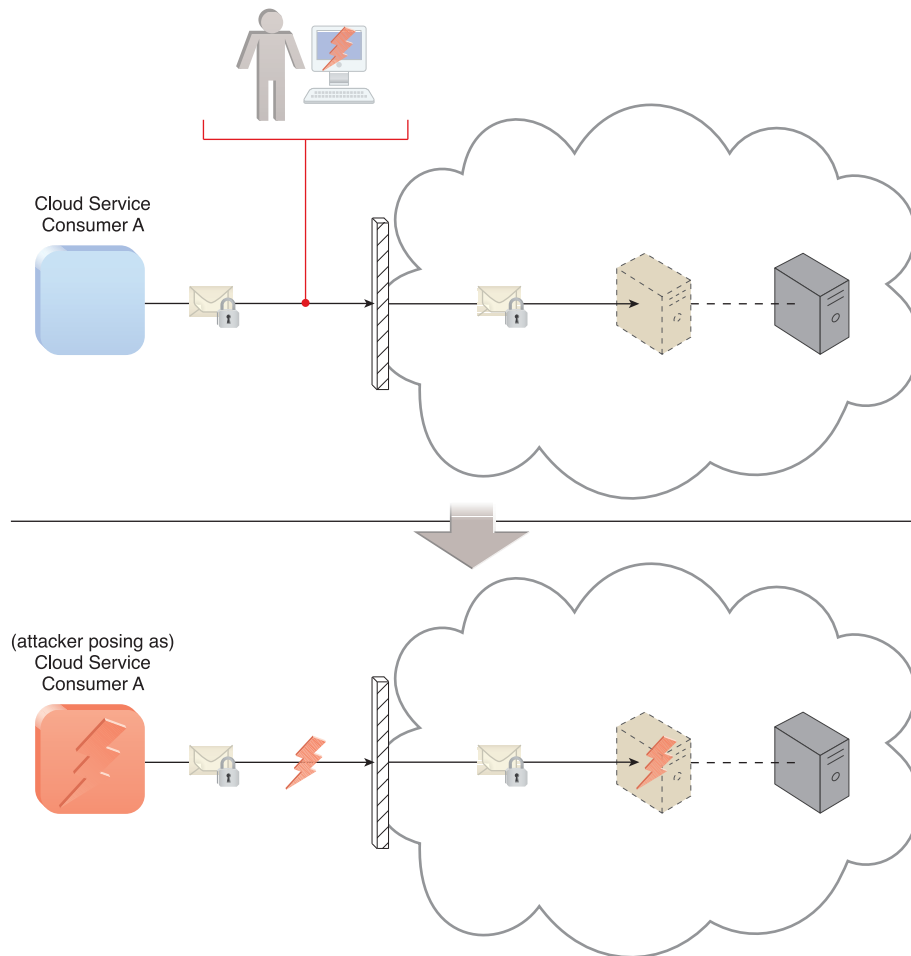 Cloud Service
Consumer A
(attacker posing as)
Cloud Service
Consumer A